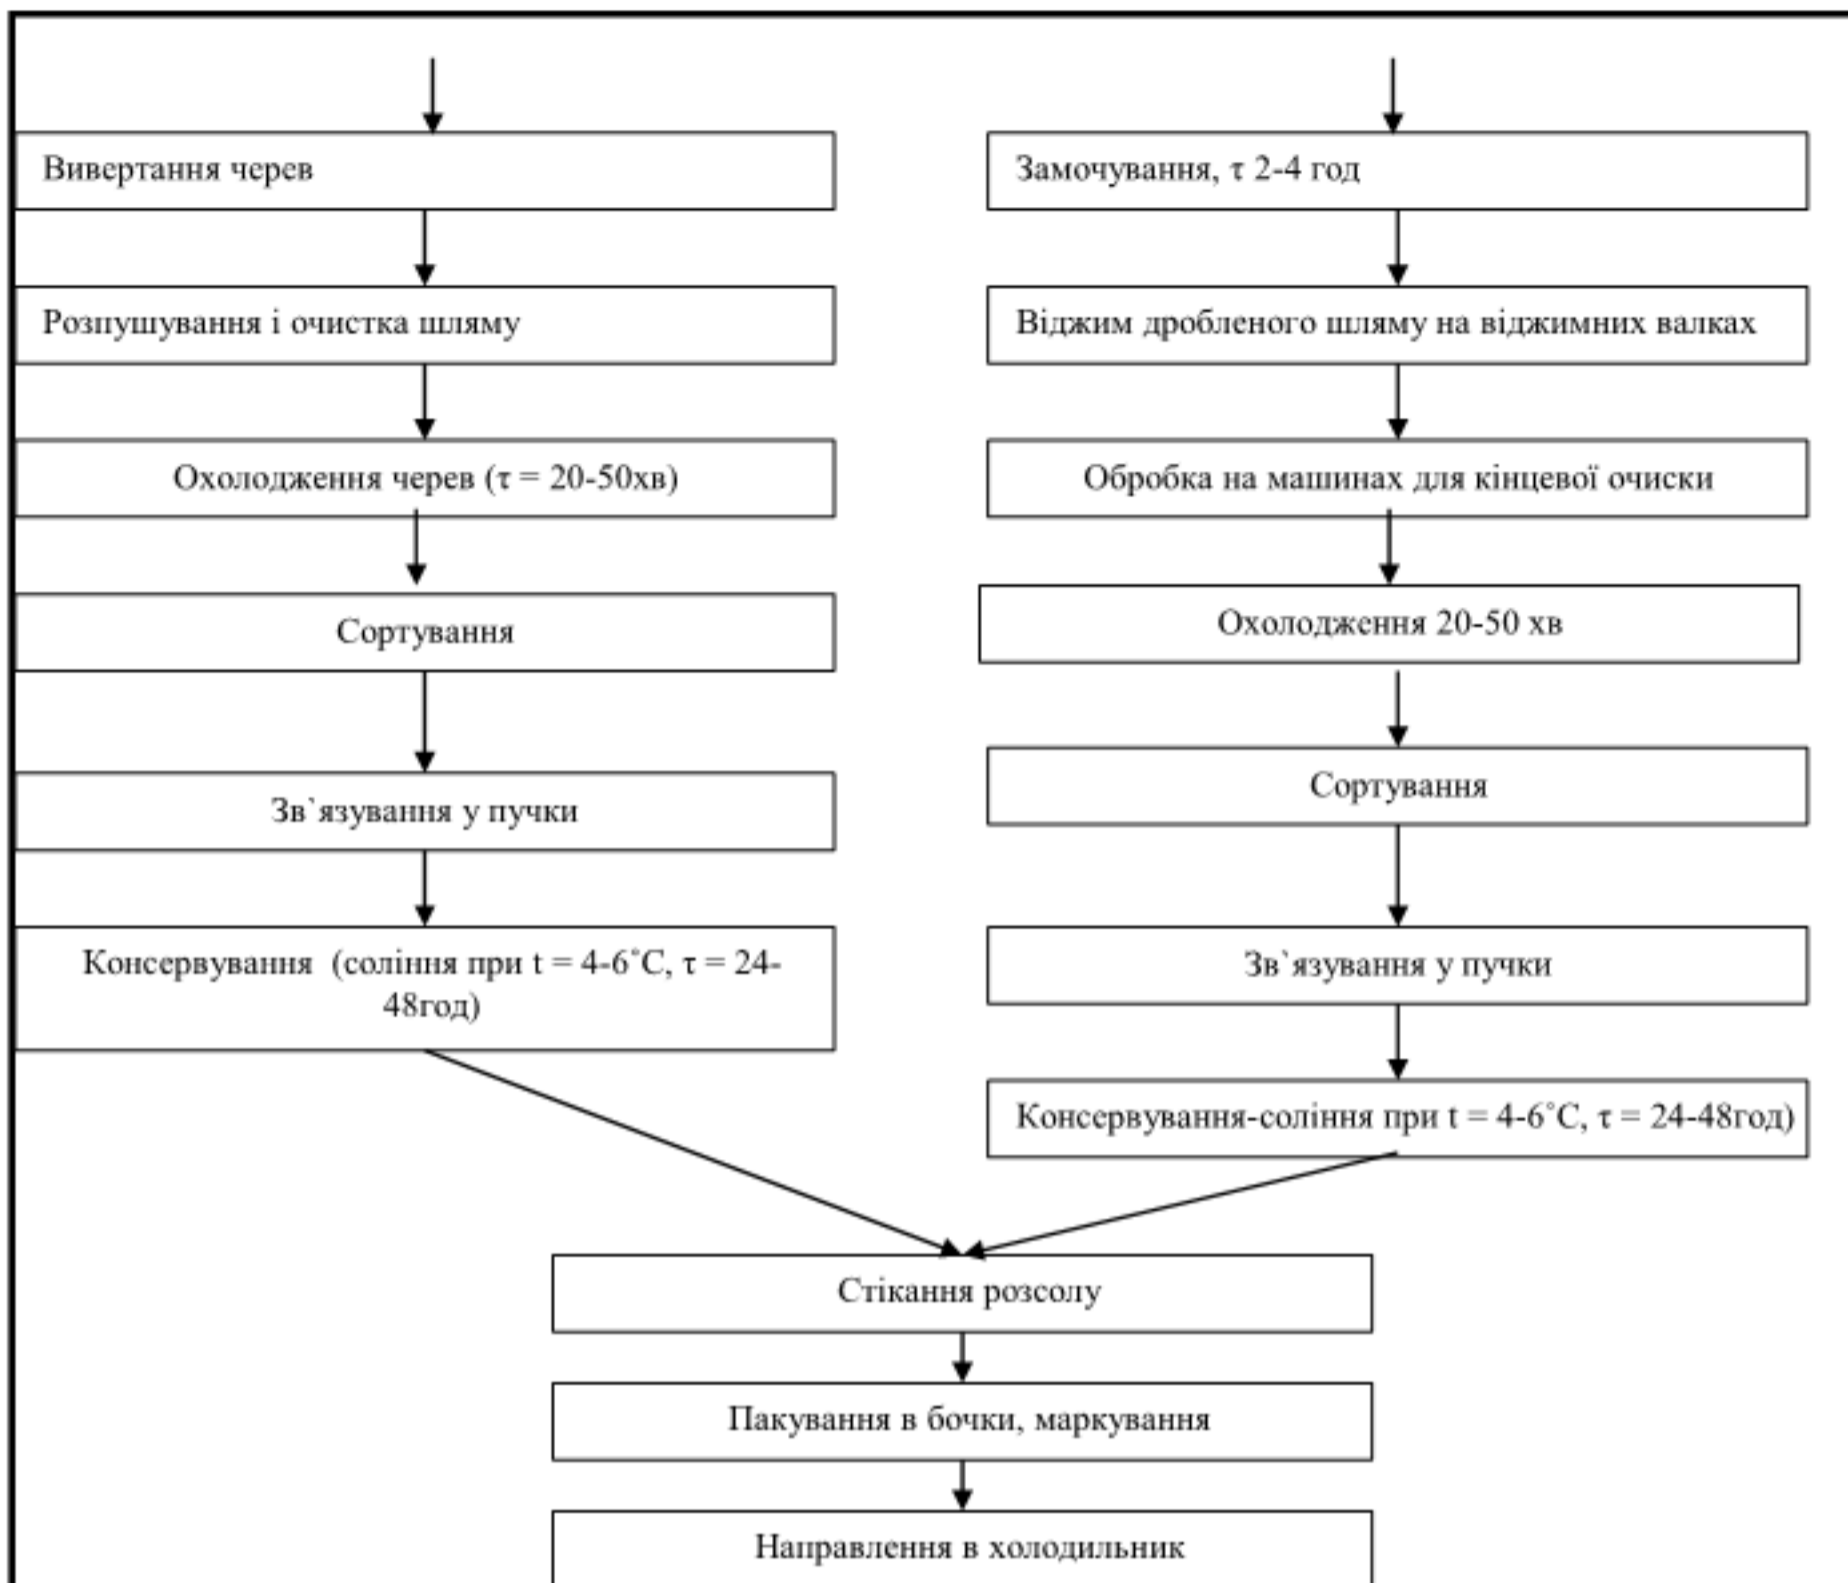 Вивертання черев
Розпушування і очистка шляму
Охолодження черев (τ = 20-50хв)
Сортування
Зв`язування у пучки
Консервування (соління при t = 4-6˚С, τ = 24-
48год)
Замочування, τ 2-4 год
Віджим дробленого шляму на віджимних валках
Обробка на машинах для кінцевої очиски
Охолодження 20-50 хв
Сортування
Зв`язування у пучки
Консервування-соління при t = 4-6˚С, τ = 24-48год)
Стікання розсолу
Пакування в бочки, маркування
Направлення в холодильник